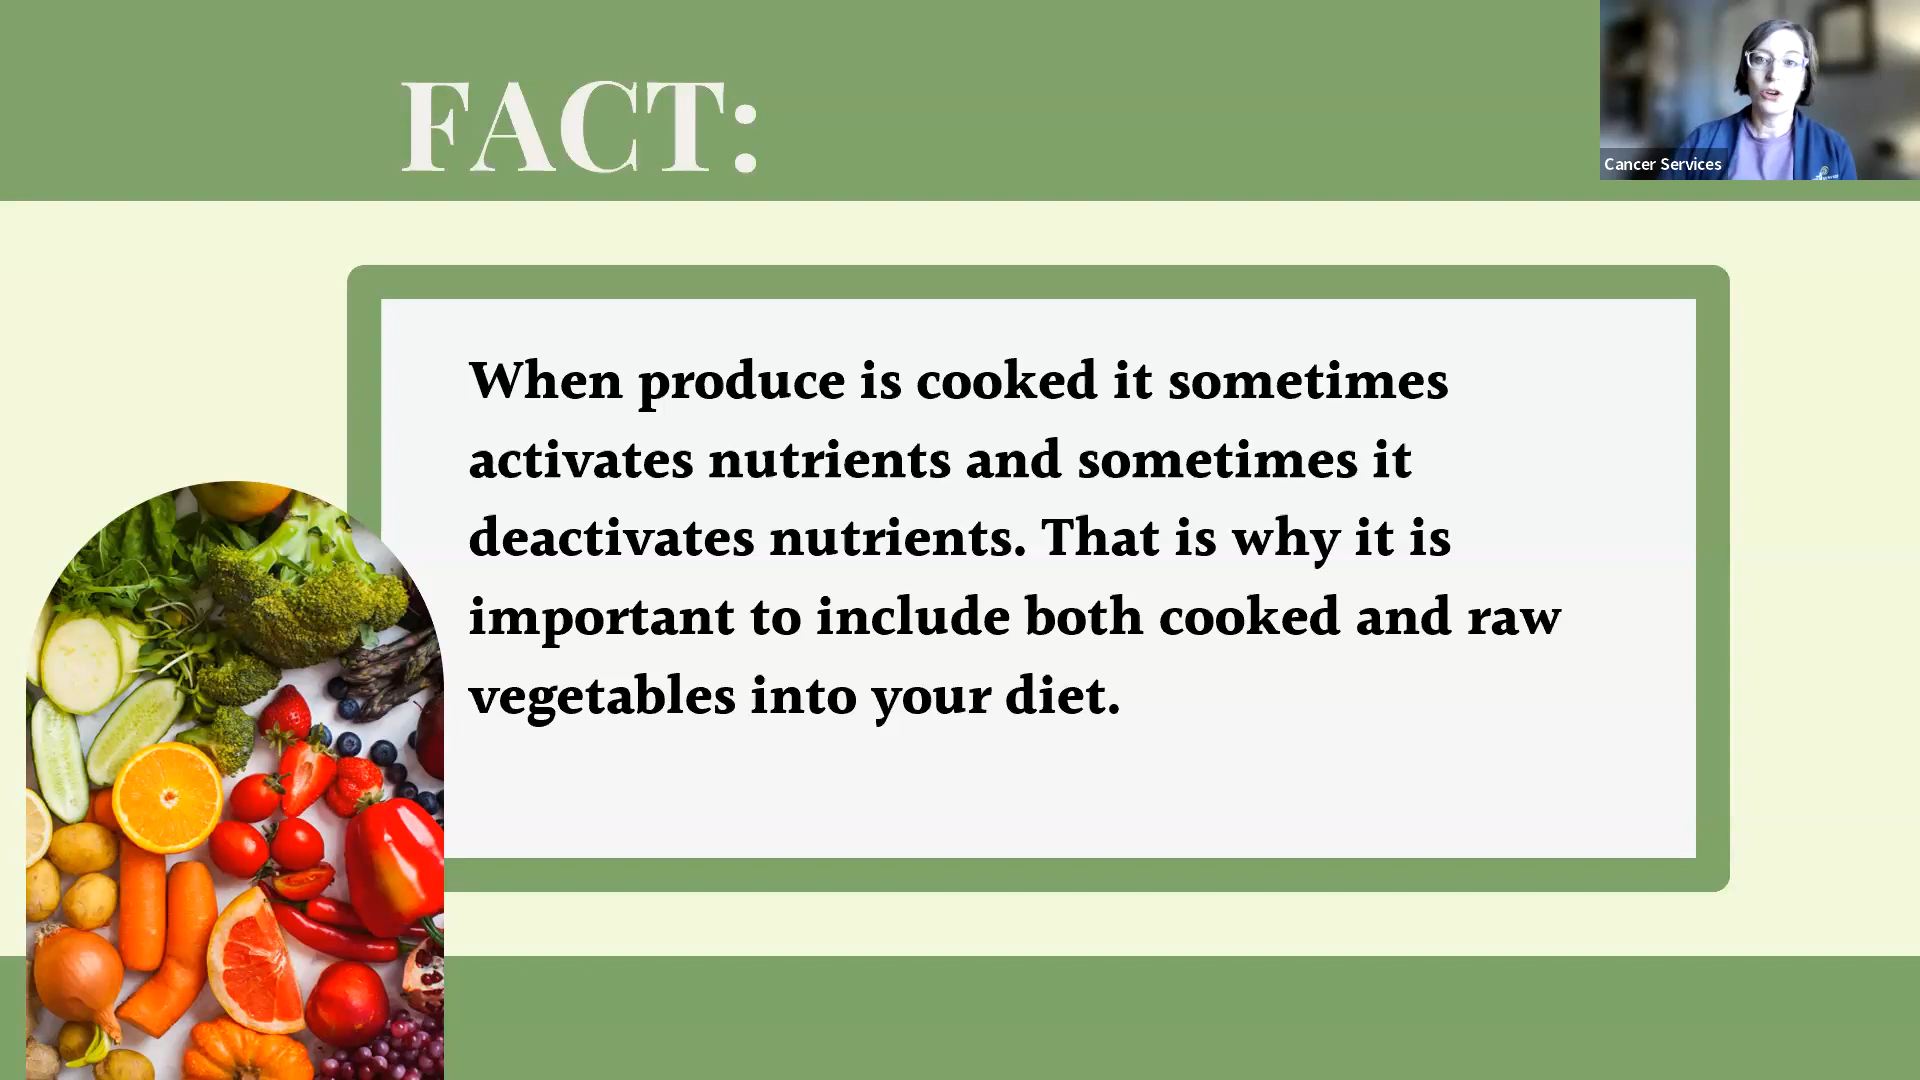 FACT:
Cancer Services
When produce is cooked it sometimes
activates nutrients and sometimes it
deactivates nutrients. That is why it is
important to include both cooked and raw
vegetables into your diet.